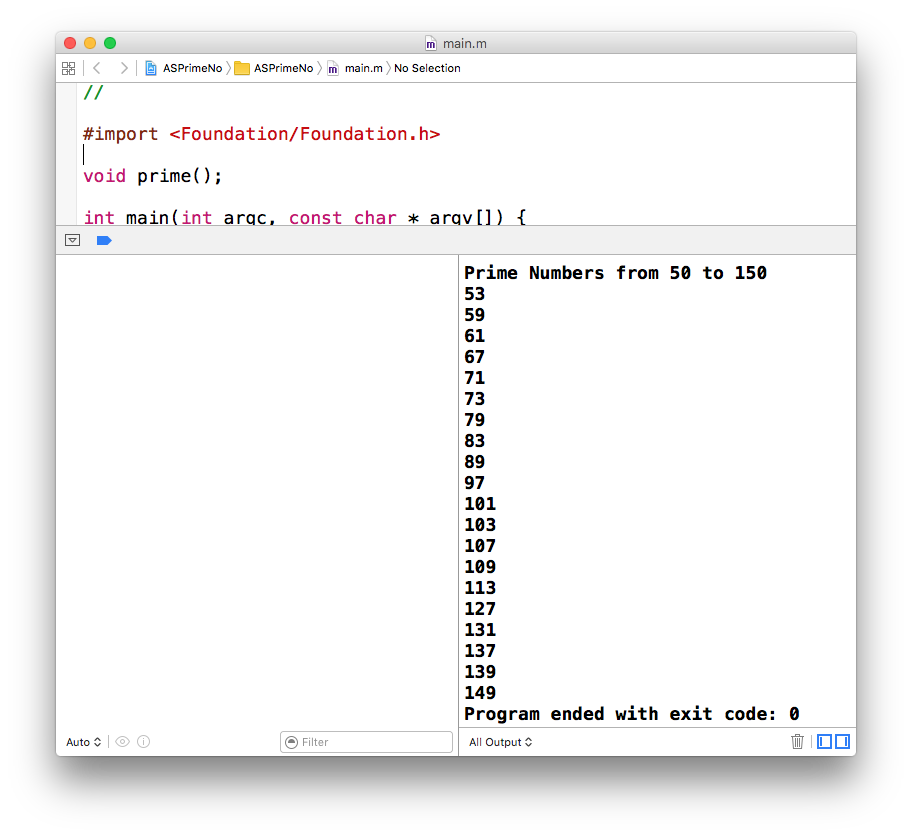 main.m
ASPrimeNo ASPrimeNo main.m No Selection
//
#import <Foundation/Foundation.h>
void prime();
int main(int argc, const char * argv[]) {
Prime Numbers from 50 to 150
53
59
61
67
71
73
79
83
89
97
101
103
107
109
113
127
131
137
139
149
Program ended with exit code: 0
Auto Filter All Output